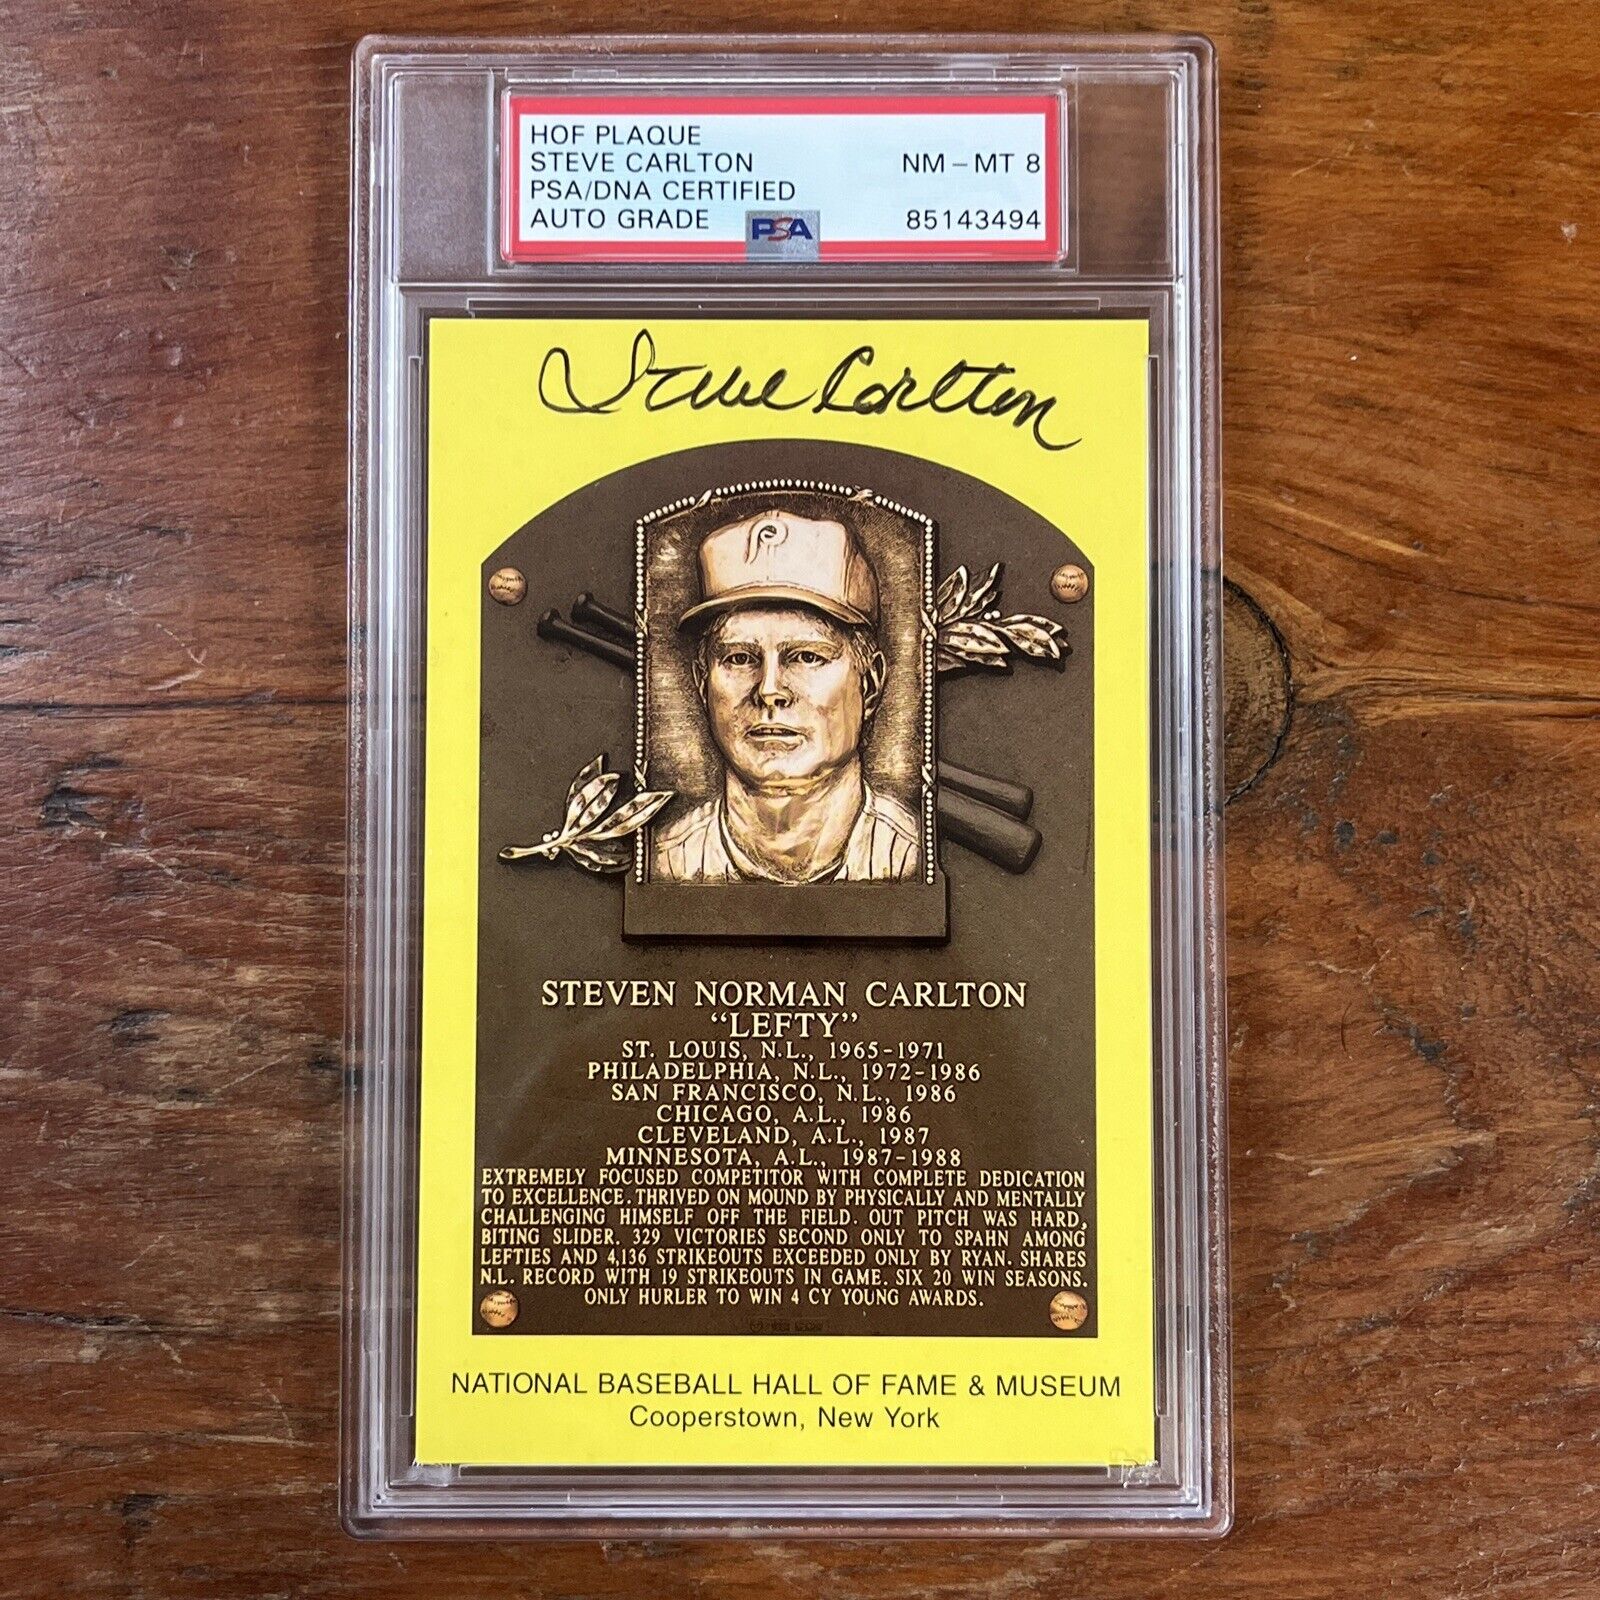 HOF PLAQUE
STEVE CARLTON NM-MT 8
PSA/DNA CERTIFIED
AUTO GRADE PSA 85143494
Steve Carlton
P
STEVEN NORMAN CARLTON
"LEFTY"
ST. LOUIS, N.L., 1965-1971
PHILADELPHIA, N.L., 1972-1986
SAN FRANCISCO, N.L., 1986
CHICAGO, A.L., 1986
CLEVELAND, A.L., 1987
MINNESOTA, A.L., 1987-1988
EXTREMELY FOCUSED COMPETITOR WITH COMPLETE DEDICATION
TO EXCELLENCE. THRIVED ON MOUND BY PHYSICALLY AND MENTALLY
CHALLENGING HIMSELF OFF THE FIELD. OUT PITCH WAS HARD,
BITING SLIDER. 329 VICTORIES SECOND ONLY TO SPAHN AMONG
LEFTIES AND 4,136 STRIKEOUTS EXCEEDED ONLY BY RYAN. SHARES
N.L. RECORD WITH 19 STRIKEOUTS IN GAME. SIX 20 WIN SEASONS.
ONLY HURLER TO WIN 4 CY YOUNG AWARDS.
NATIONAL BASEBALL HALL OF FAME & MUSEUM
Cooperstown, New York